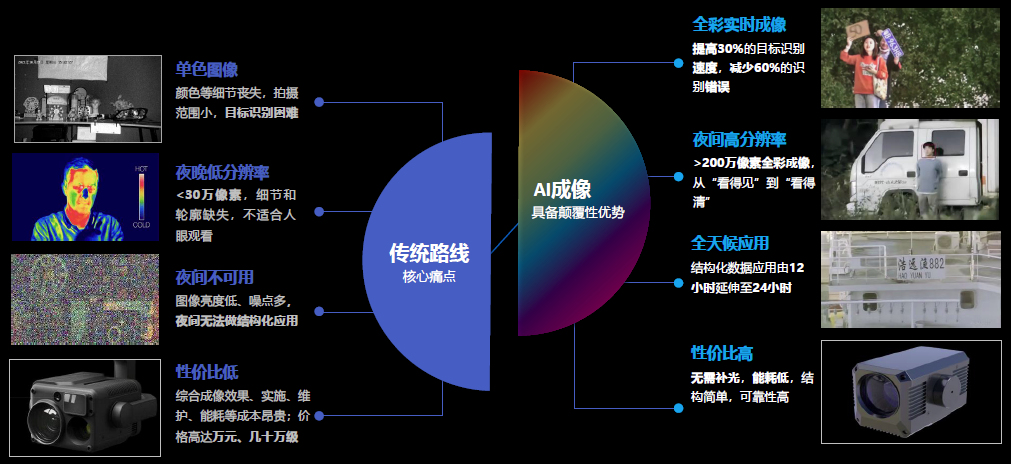 单色图像
颜色等细节丧失，拍摄
范围小，目标识别困难
夜晚低分辨率
<30万像素，细节和
轮廓缺失，不适合人
眼观看
HOT
COLD
夜间不可用
图像亮度低、噪点多，
夜间无法做结构化应用
性价比低
综合成像效果、实施、维
护、能耗等成本昂贵；价
格高达万元、几十万级
传统路线
核心痛点
AI成像
具备颠覆性优势
全彩实时成像
提高30%的目标识别
速度，减少60%的识
别错误
夜间高分辨率
>200万像素全彩成像，
从“看得见”到“看得
清”
全天候应用
结构化数据应用由12
小时延伸至24小时
浩远渔882
HAO YUAN YU
性价比高
无需补光，能耗低，结
构简单，可靠性高